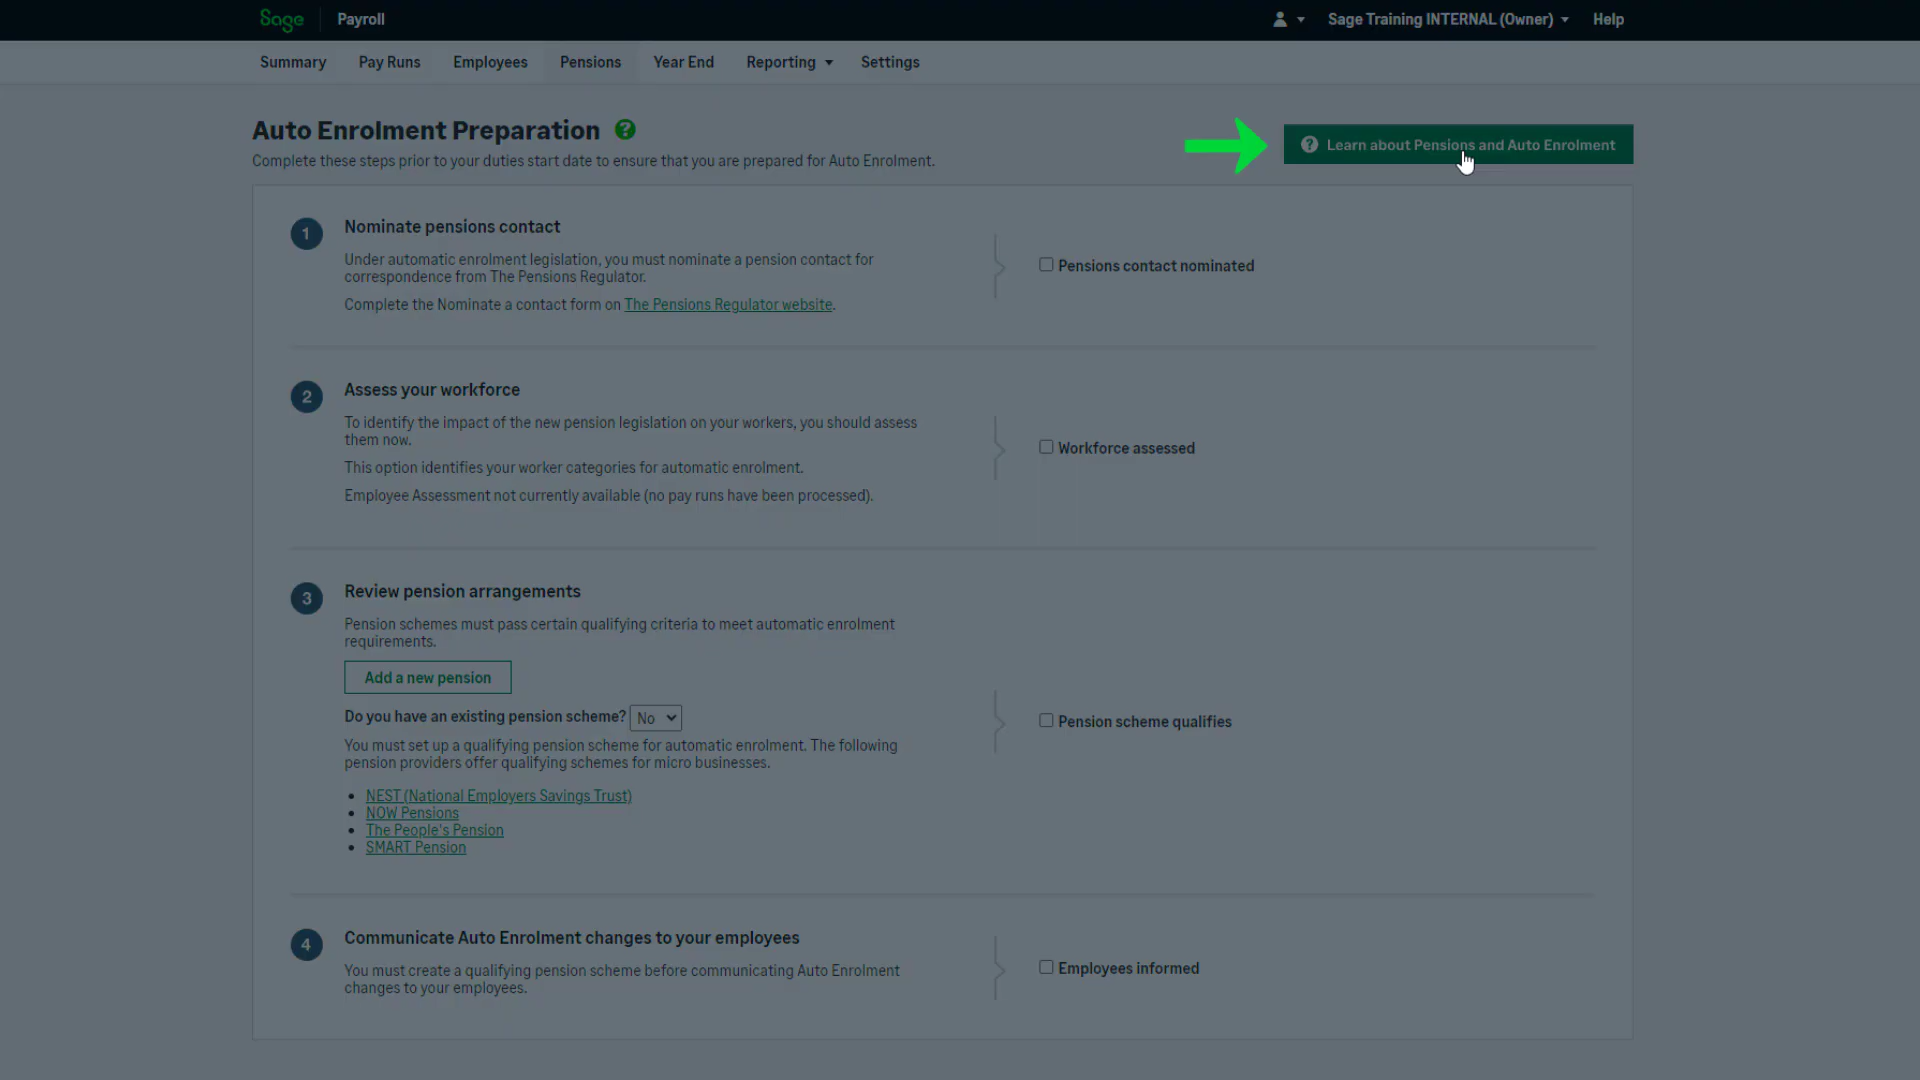 Sage
Payroll
Sage Training INTERNAL (Owner)
Help
Summary
Pay Runs
Employees
Pensions
Year End
Reporting
Settings
Auto Enrolment Preparation ?
Complete these steps prior to your duties start date to ensure that you are prepared for Auto Enrolment.
? Learn about Pensions and Auto Enrolment
1
Nominate pensions contact
Under automatic enrolment legislation, you must nominate a pension contact for
correspondence from The Pensions Regulator.
Complete the Nominate a contact form on The Pensions Regulator website.
Pensions contact nominated
2
Assess your workforce
To identify the impact of the new pension legislation on your workers, you should assess
them now.
This option identifies your worker categories for automatic enrolment.
Employee Assessment not currently available (no pay runs have been processed).
Workforce assessed
3
Review pension arrangements
Pension schemes must pass certain qualifying criteria to meet automatic enrolment
requirements.
Add a new pension
Do you have an existing pension scheme? No
You must set up a qualifying pension scheme for automatic enrolment. The following
pension providers offer qualifying schemes for micro businesses.
• NEST (National Employers Savings Trust)
• NOW Pensions
• The People's Pension
• SMART Pension
Pension scheme qualifies
4
Communicate Auto Enrolment changes to your employees
You must create a qualifying pension scheme before communicating Auto Enrolment
changes to your employees.
Employees informed